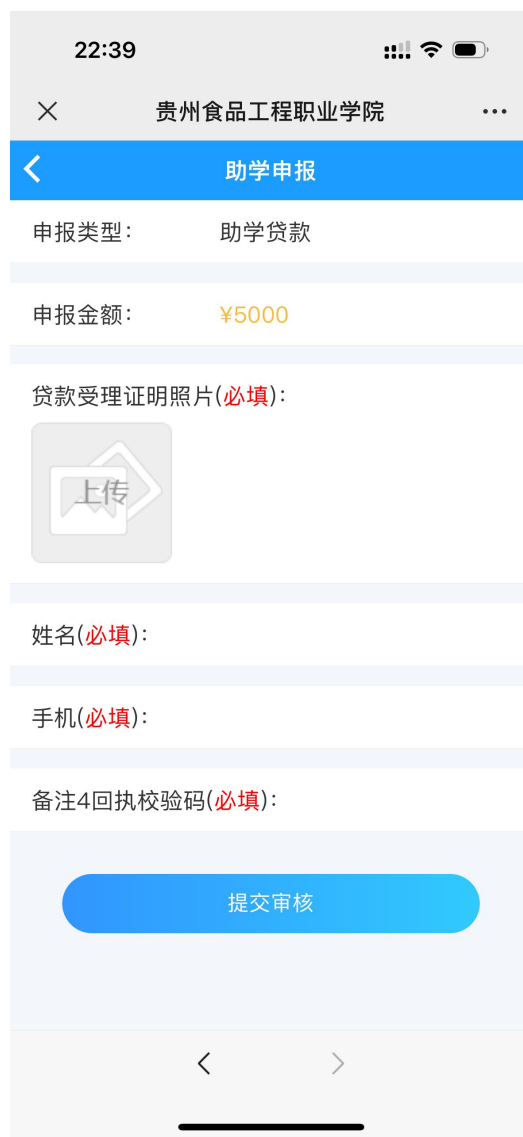 22:39
贵州食品工程职业学院
助学申报
申报类型: 助学贷款
申报金额: ¥5000
贷款受理证明照片(必填):
上传
姓名(必填):
手机(必填):
备注4回执校验码(必填):
提交审核